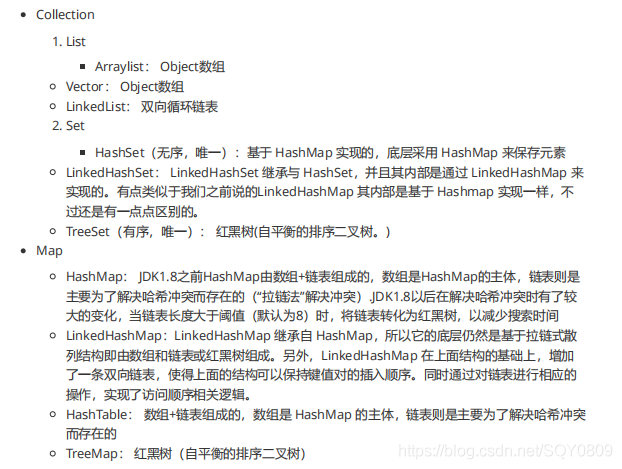 Collection
1. List
Arraylist： Object数组
Vector： Object数组
LinkedList： 双向循环链表
2. Set
HashSet（无序，唯一）: 基于 HashMap 实现的，底层采用 HashMap 来保存元素
LinkedHashSet： LinkedHashSet 继承与 HashSet，并且其内部是通过 LinkedHashMap 来
实现的。有点类似于我们之前说的LinkedHashMap 其内部是基于 Hashmap 实现一样，不
过还是有一点点区别的。
TreeSet（有序，唯一）： 红黑树(自平衡的排序二叉树。)
Map
HashMap： JDK1.8之前HashMap由数组+链表组成的，数组是HashMap的主体，链表则是
主要为了解决哈希冲突而存在的（“拉链法”解决冲突）.JDK1.8以后在解决哈希冲突时有了较
大的变化，当链表长度大于阈值（默认为8）时，将链表转化为红黑树，以减少搜索时间
LinkedHashMap：LinkedHashMap 继承自 HashMap，所以它的底层仍然是基于拉链式散
列结构即由数组和链表或红黑树组成。另外，LinkedHashMap 在上面结构的基础上，增加
了一条双向链表，使得上面的结构可以保持键值对的插入顺序。同时通过对链表进行相应的
操作，实现了访问顺序相关逻辑。
HashTable： 数组+链表组成的，数组是 HashMap 的主体，链表则是主要为了解决哈希冲突
而存在的
TreeMap： 红黑树（自平衡的排序二叉树）
https://blog.csdn.net/SQY0809